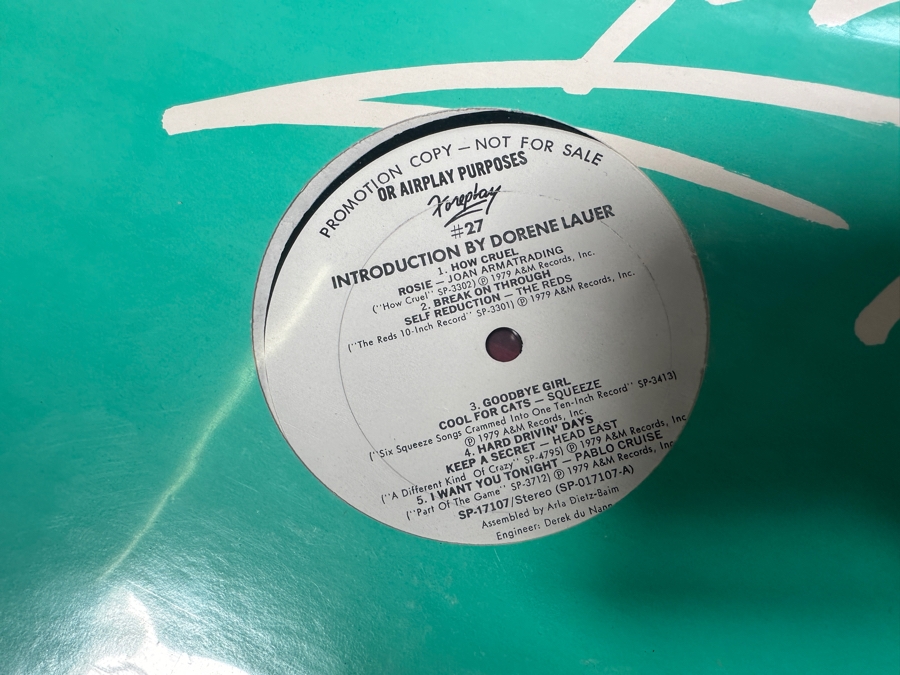 PROMOTION COPY — NOT FOR SALE
OR AIRPLAY PURPOSES
Foreplay
#27
INTRODUCTION BY DORENE LAUER
1. HOW CRUEL
ROSIE — JOAN ARMATRADING
("How Cruel" SP-3302) Ⓟ 1979 A&M Records, Inc.
2. BREAK ON THROUGH
SELF REDUCTION — THE REDS
("The Reds 10-Inch Record" SP-3301) Ⓟ 1979 A&M Records, Inc.
3. GOODBYE GIRL
COOL FOR CATS — SQUEEZE
("Six Squeeze Songs Crammed Into One Ten-Inch Record" SP-3413)
Ⓟ 1979 A&M Records, Inc.
4. HARD DRIVIN' DAYS
KEEP A SECRET — HEAD EAST
("A Different Kind Of Crazy" SP-4795) Ⓟ 1979 A&M Records, Inc.
5. I WANT YOU TONIGHT — PABLO CRUISE
("Part Of The Game" SP-3712) Ⓟ 1979 A&M Records, Inc.
SP-17107/Stereo (SP-017107-A)
Assembled by Arla Dietz-Baim
Engineer: Derek du